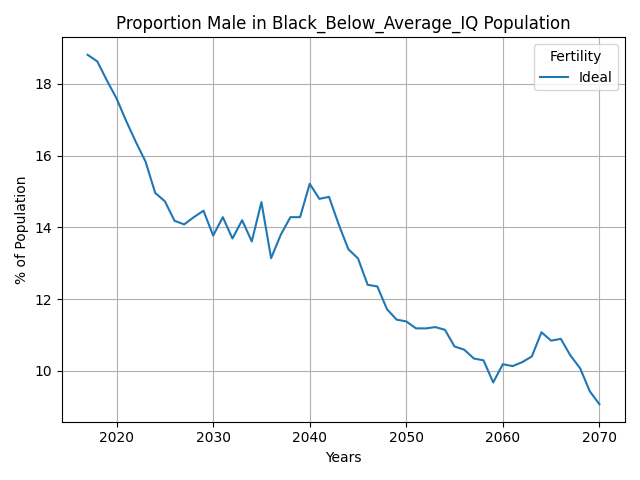 Proportion Male in Black_Below_Average_IQ Population
Fertility
Ideal
% of Population
18
16
14
12
10
2020 2030 2040 2050 2060 2070
Years